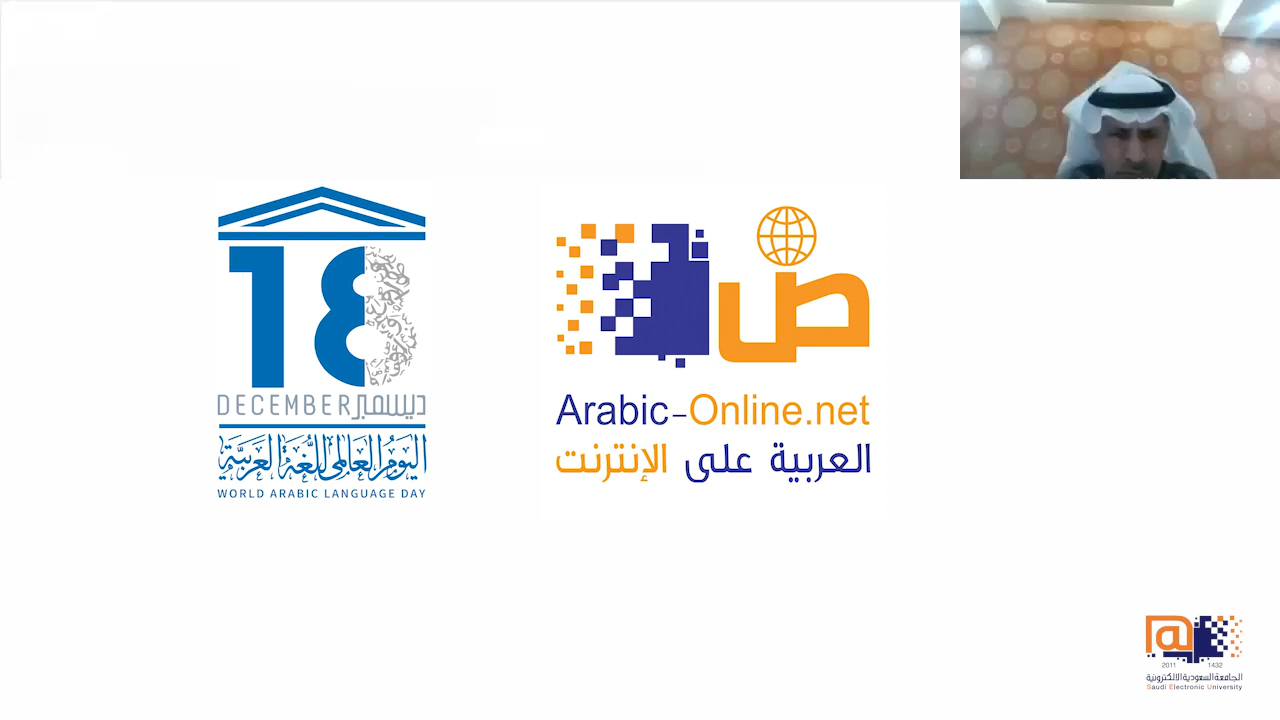 18
DECEMBER ديسمبر
اليوم العالمي للغة العربية
WORLD ARABIC LANGUAGE DAY
ض
Arabic-Online.net
العربية على الإنترنت
2011 1432
الجامعة السعودية الالكترونية
Saudi Electronic University